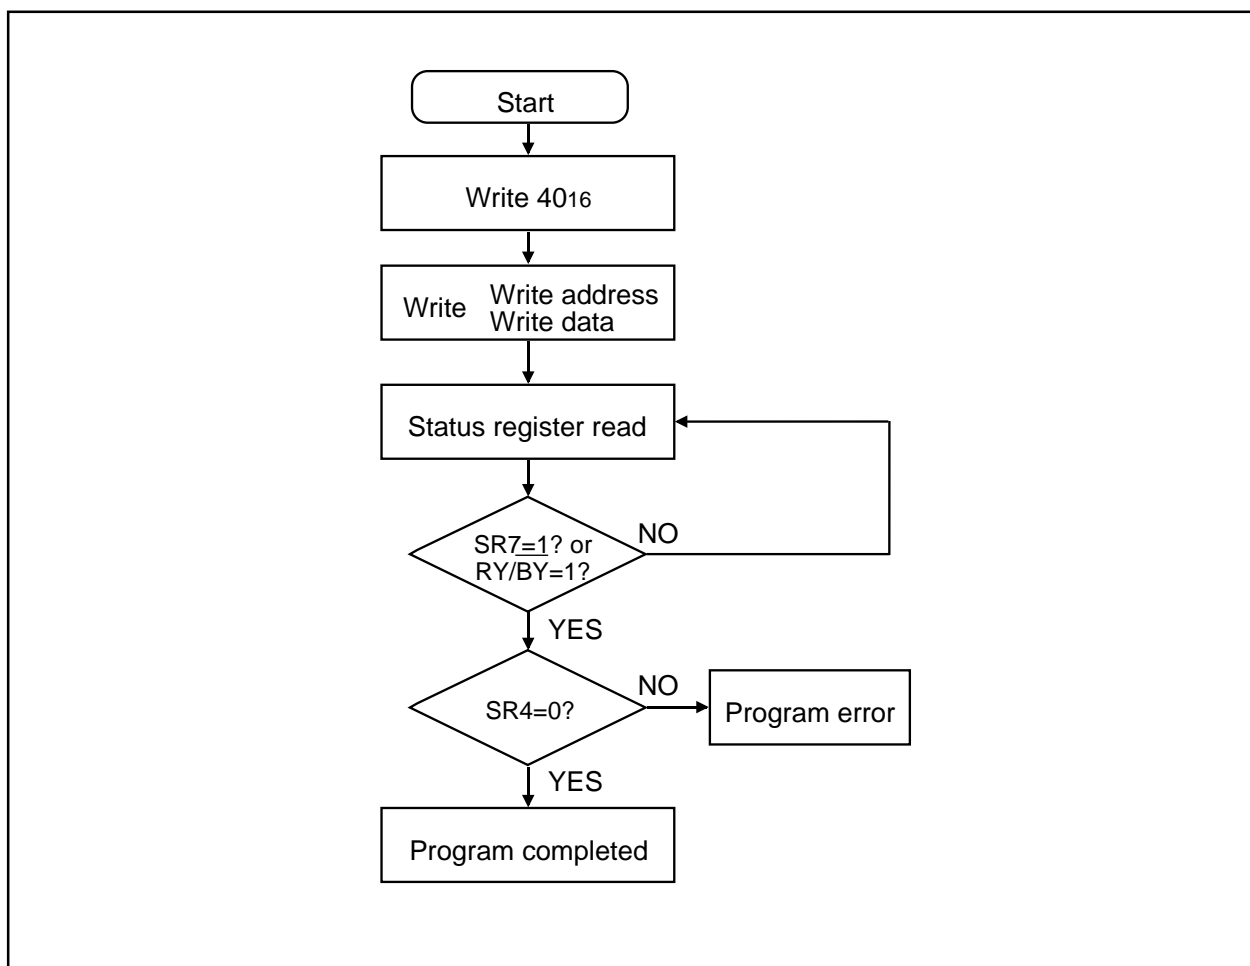 Start
Write 4016
Write Write address
Write data
Status register read
NO
SR7=1? or
RY/BY=1?
YES
NO
SR4=0?
Program error
YES
Program completed